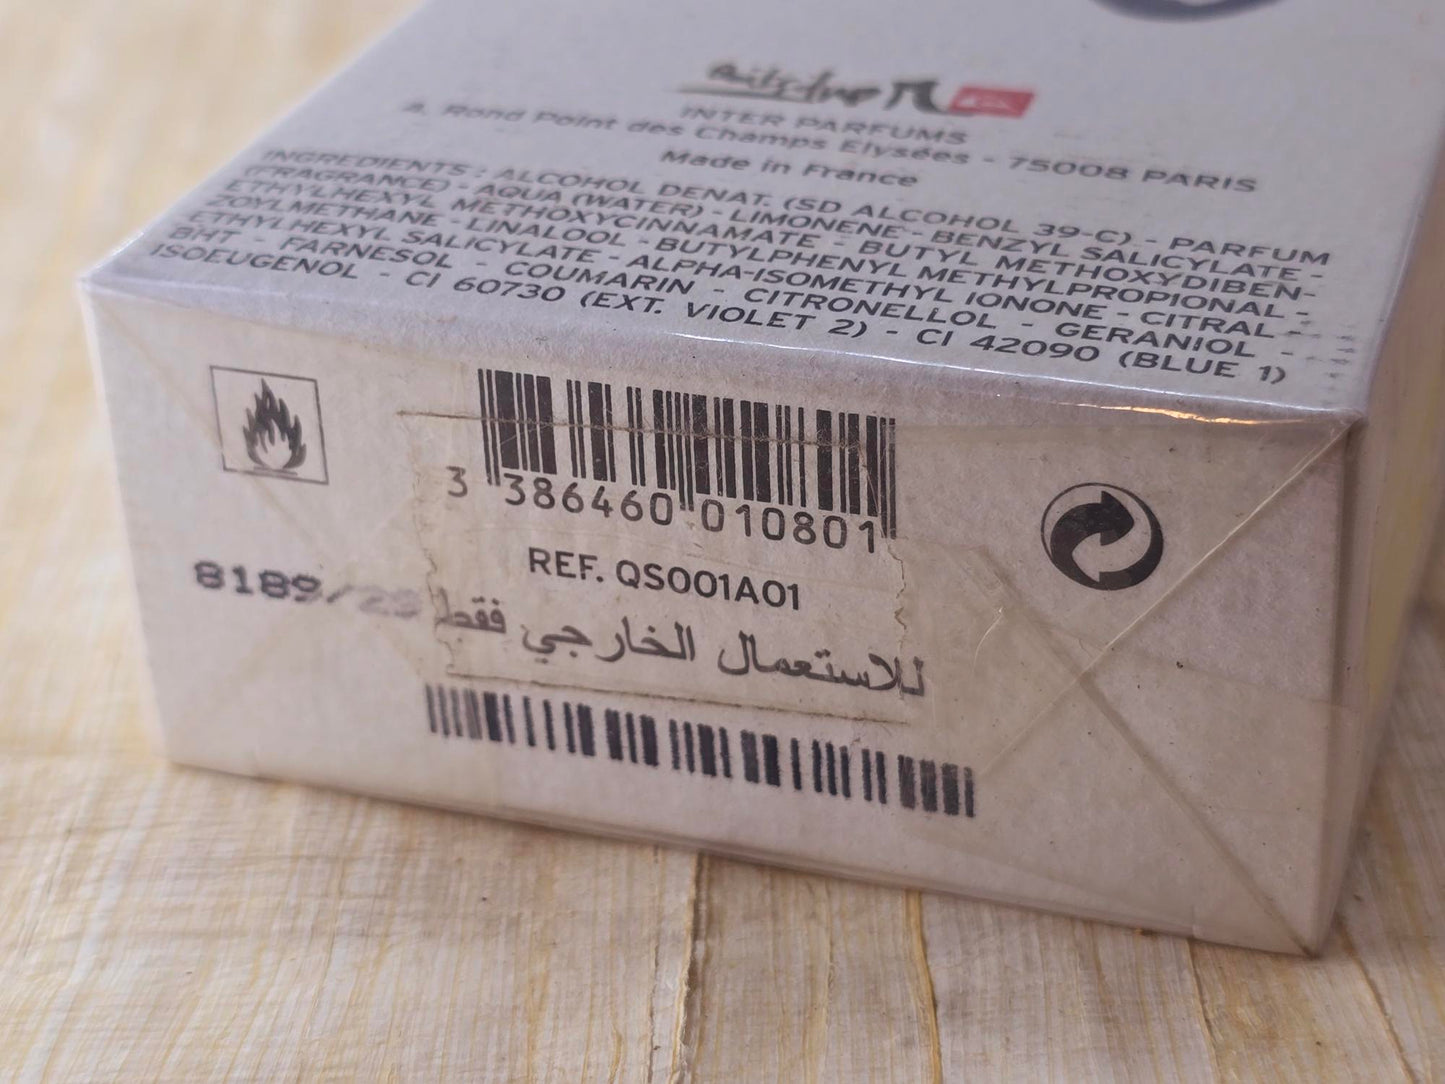 INTER PARFUMS
4, Rond Point des Champs Elysées - 75008 PARIS
Made in France
INGREDIENTS : ALCOHOL DENAT. (SD ALCOHOL 39-C) - PARFUM
(FRAGRANCE) - AQUA (WATER) - LIMONENE - BENZYL SALICYLATE -
ETHYLHEXYL METHOXYCINNAMATE - BUTYL METHOXYDIBEN-
ZOYLMETHANE - LINALOOL - BUTYLPHENYL METHYLPROPIONAL -
ETHYLHEXYL SALICYLATE - ALPHA-ISOMETHYL IONONE - CITRAL -
BHT - FARNESOL - COUMARIN - CITRONELLOL - GERANIOL -
ISOEUGENOL - CI 60730 (EXT. VIOLET 2) - CI 42090 (BLUE 1)
3 386460 010801
REF. QS001A01
8189/29
للاستعمال الخارجي فقط